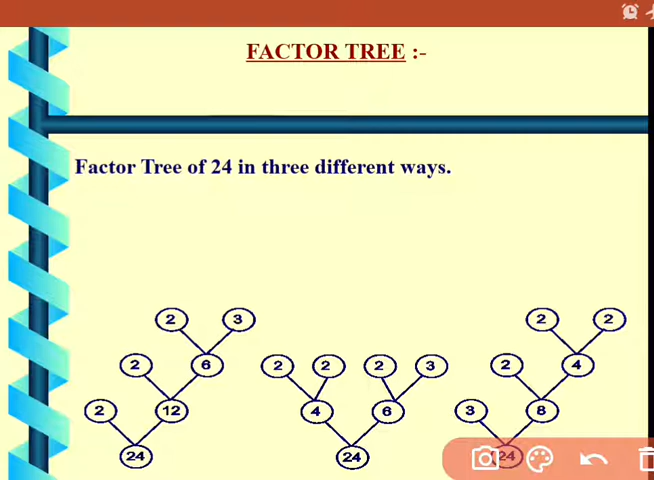 FACTOR TREE :-
Factor Tree of 24 in three different ways.
2 3 2 2
2 6 2 2 2 3 2 4
2 12 4 6 3 8
24 24 24